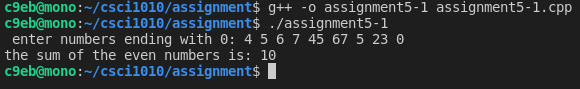 c9eb@mono:~/csci1010/assignment$ g++ -o assignment5-1 assignment5-1.cpp
c9eb@mono:~/csci1010/assignment$ ./assignment5-1
 enter numbers ending with 0: 4 5 6 7 45 67 5 23 0
the sum of the even numbers is: 10
c9eb@mono:~/csci1010/assignment$